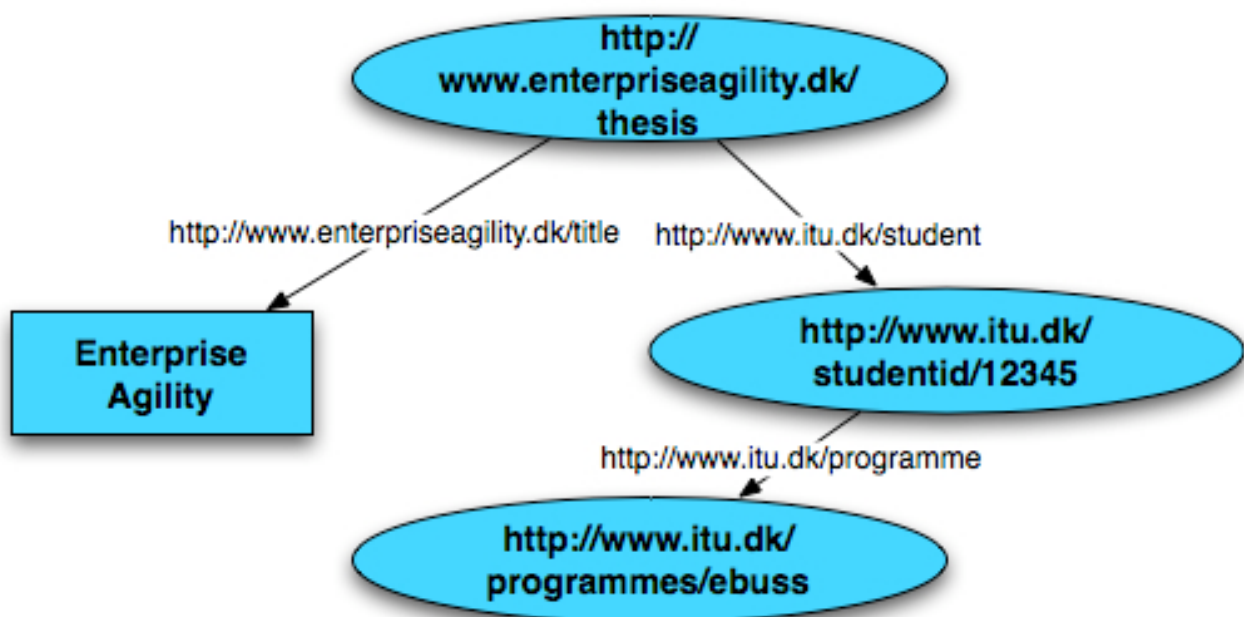 http://
www.enterpriseagility.dk/
thesis
http://www.enterpriseagility.dk/title
http://www.itu.dk/student
Enterprise
Agility
http://www.itu.dk/
studentid/12345
http://www.itu.dk/programme
http://www.itu.dk/
programmes/ebuss